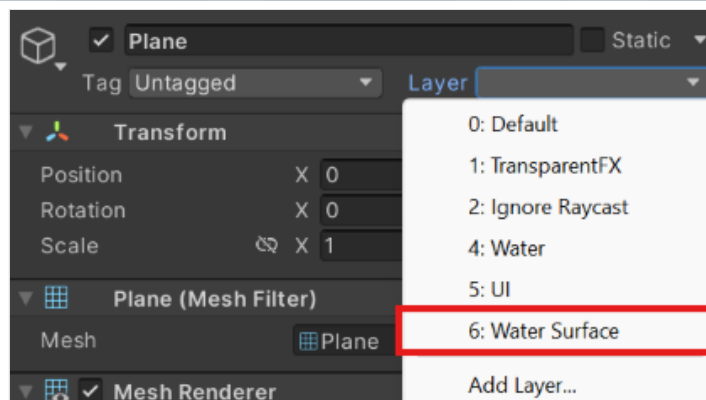 Plane Static
Tag Untagged Layer
Transform
Position X 0
Rotation X 0
Scale X 1
Plane (Mesh Filter)
Mesh Plane
Mesh Renderer
0: Default
1: TransparentFX
2: Ignore Raycast
4: Water
5: UI
6: Water Surface
Add Layer...